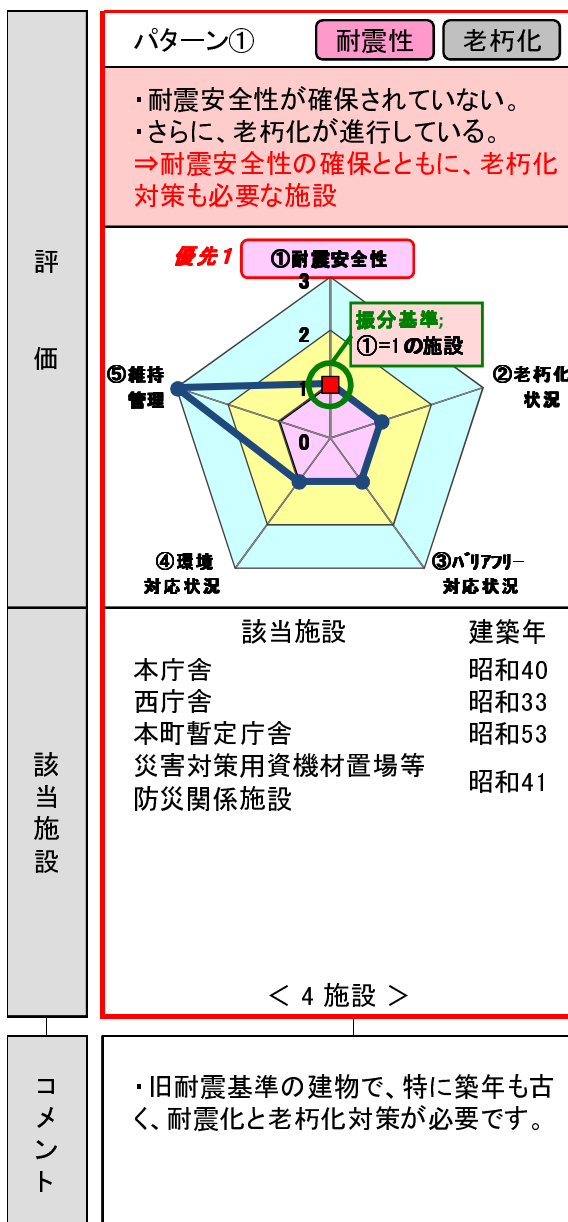 パターン① 耐震性 老朽化
評価
・耐震安全性が確保されていない。
・さらに、老朽化が進行している。
⇒耐震安全性の確保とともに、老朽化
対策も必要な施設
優先1 ①耐震安全性
3
振分基準;
①=1の施設
2
1
0
②老朽化
状況
⑤維持
管理
④環境
対応状況
③バリアフリー
対応状況
該当施設
該当施設 建築年
本庁舎 昭和40
西庁舎 昭和33
本町暫定庁舎 昭和53
災害対策用資機材置場等
防災関係施設 昭和41
< 4 施設 >
コメント
・旧耐震基準の建物で、特に築年も古
く、耐震化と老朽化対策が必要です。